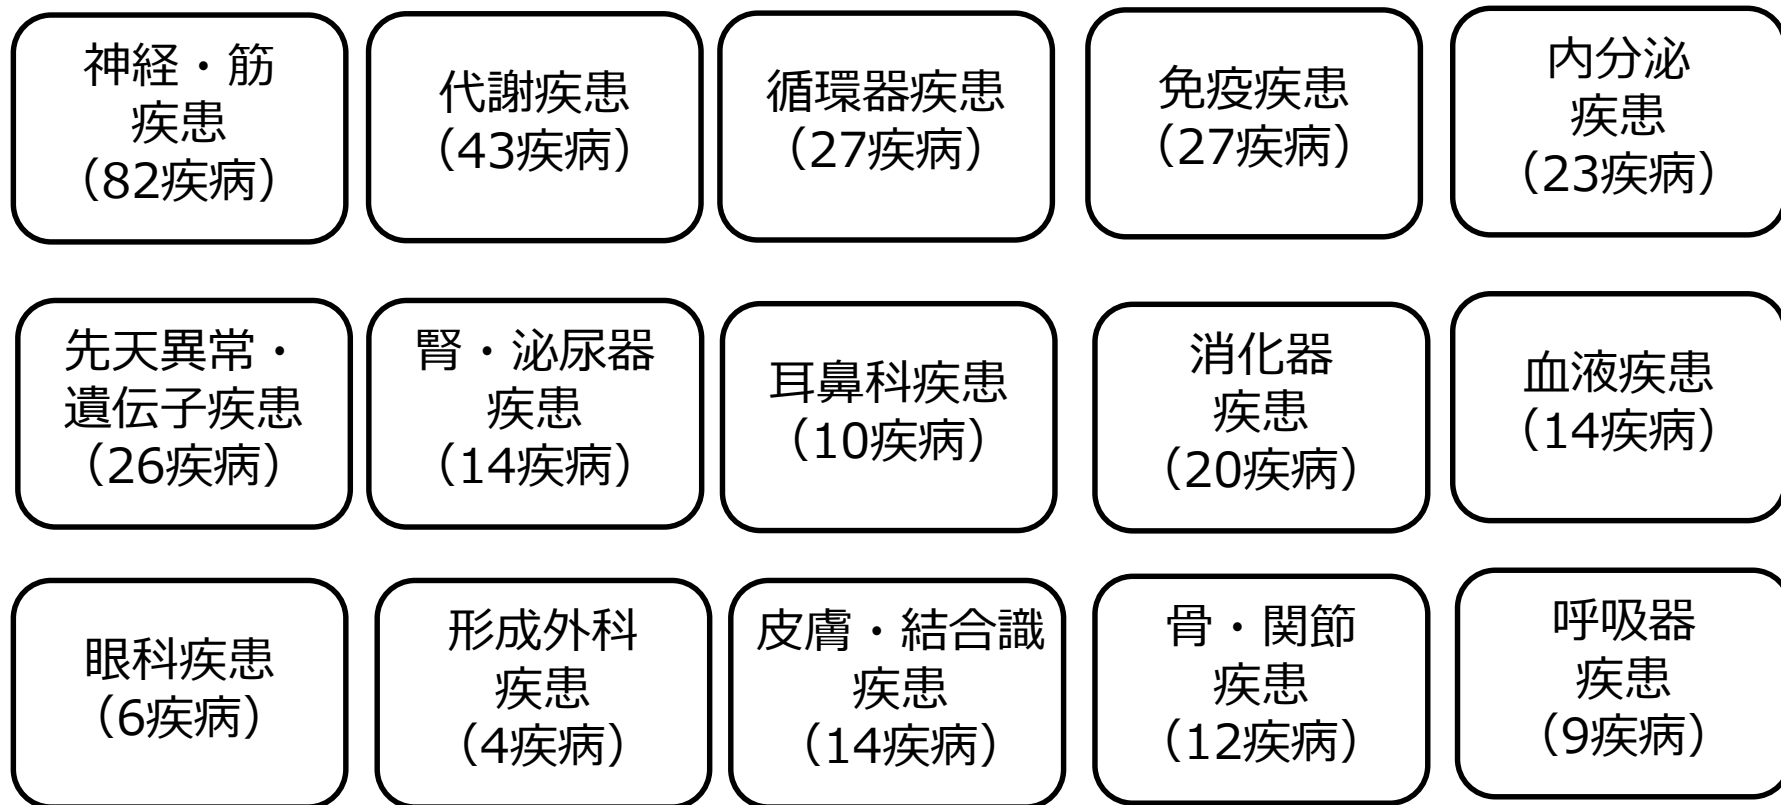 神経・筋
疾患
（82疾病）
代謝疾患
（43疾病）
循環器疾患
（27疾病）
免疫疾患
（27疾病）
内分泌
疾患
（23疾病）
先天異常・
遺伝子疾患
（26疾病）
腎・泌尿器
疾患
（14疾病）
耳鼻科疾患
（10疾病）
消化器
疾患
（20疾病）
血液疾患
（14疾病）
眼科疾患
（6疾病）
形成外科
疾患
（4疾病）
皮膚・結合識
疾患
（14疾病）
骨・関節
疾患
（12疾病）
呼吸器
疾患
（9疾病）